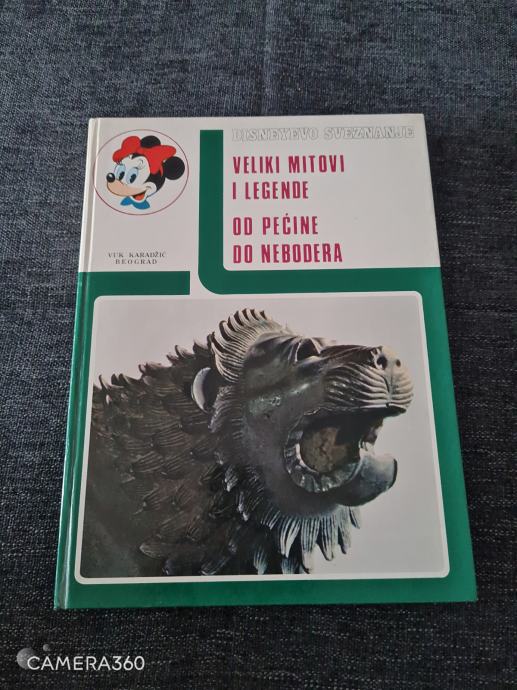 DISNEYEVO SVEZNANJE
VELIKI MITOVI
I LEGENDE
OD PEĆINE
DO NEBODERA
VUK KARADŽIĆ
BEOGRAD
CAMERA360